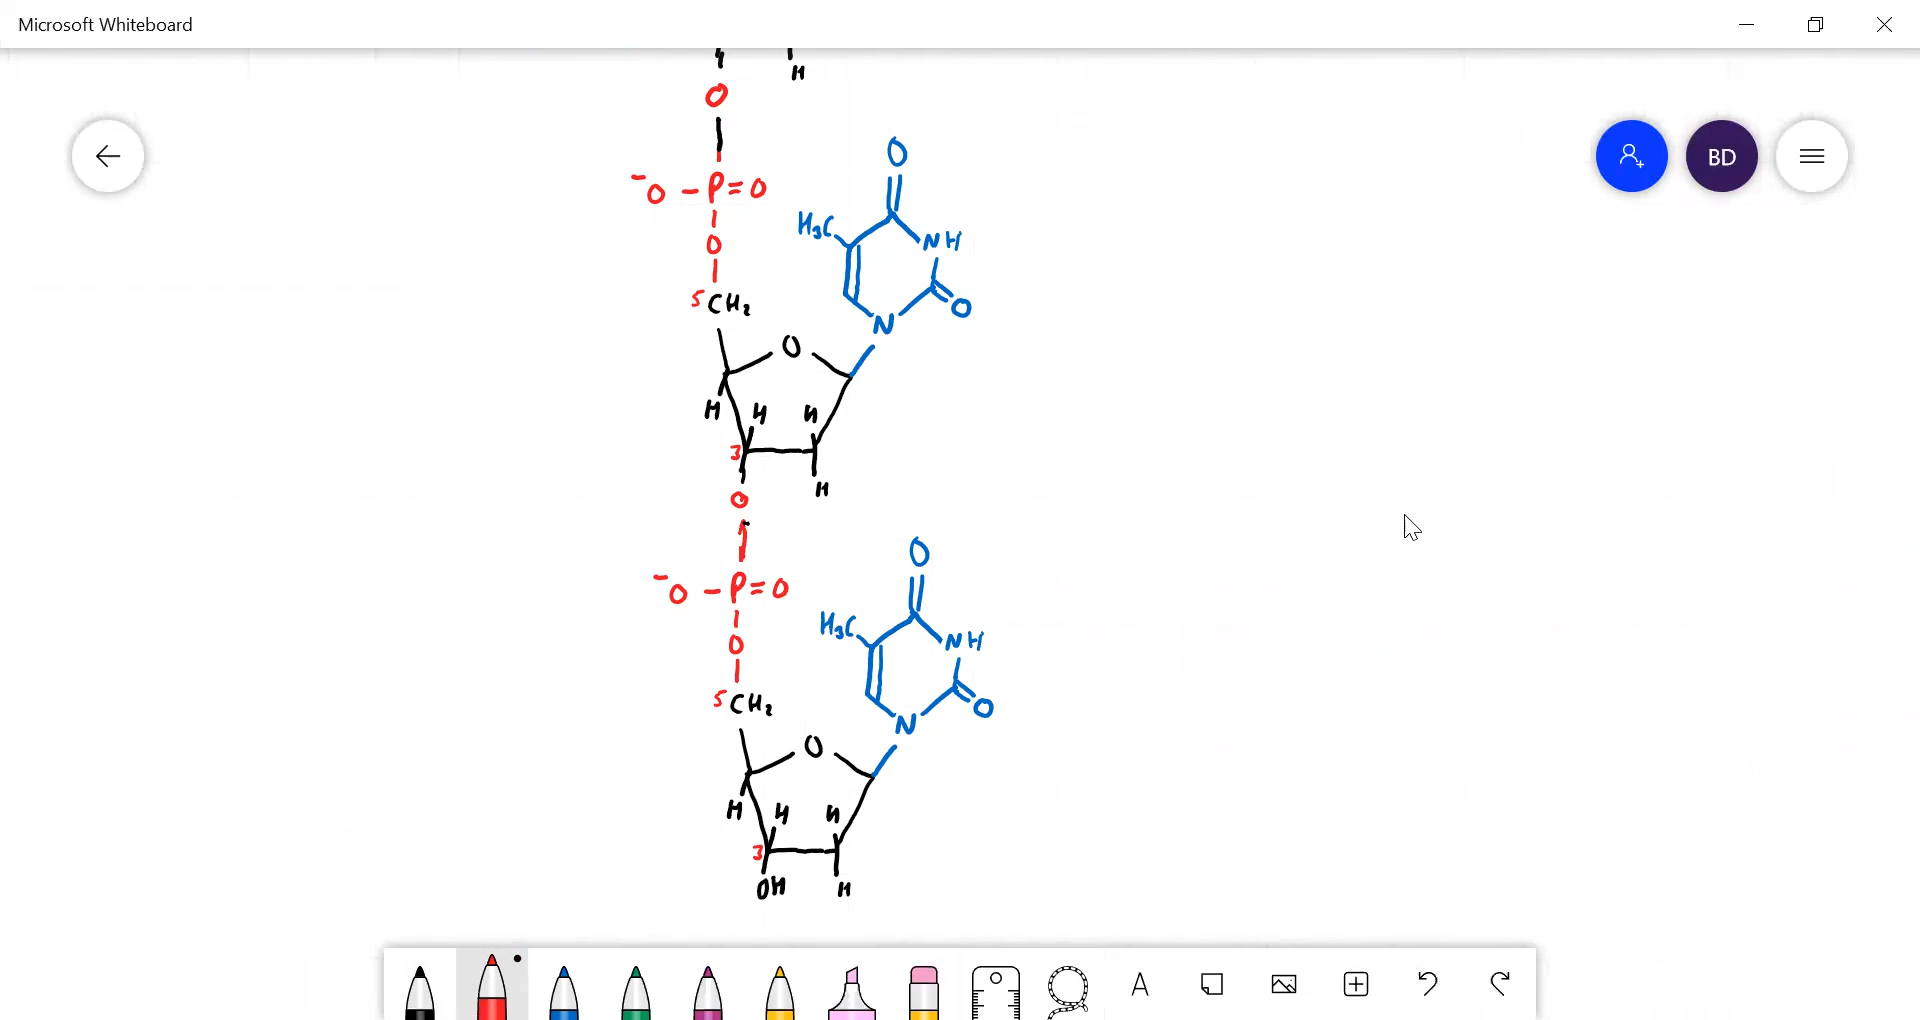 Microsoft Whiteboard
H
O
BD
O
⁻O - P = O
H₃C
O
NH
5 CH₂
O
N
O
H H H
3
H
O
O
⁻O - P = O
H₃C
O
NH
5 CH₂
O
N
O
H H H
3
OH H
A